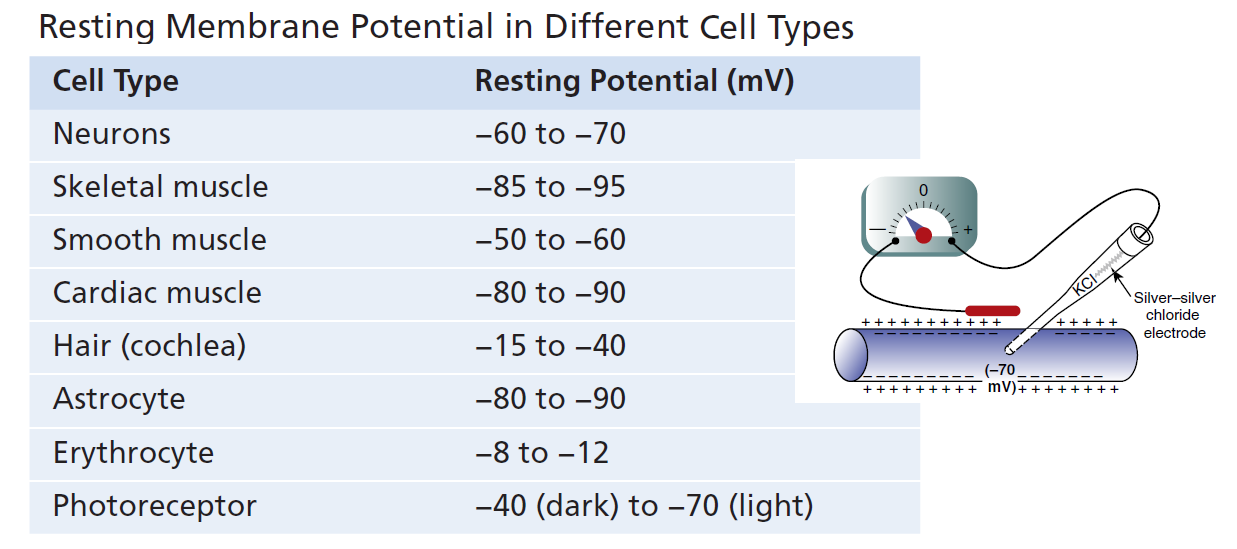 Resting Membrane Potential in Different Cell Types
Cell Type Resting Potential (mV)
Neurons –60 to –70
Skeletal muscle –85 to –95
Smooth muscle –50 to –60
Cardiac muscle –80 to –90
Hair (cochlea) –15 to –40
Astrocyte –80 to –90
Erythrocyte –8 to –12
Photoreceptor –40 (dark) to –70 (light)
0
– +
KCl
Silver–silver
chloride
electrode
+ + + + + + + + + + + + + + + +
– – – – – – – – – – – – – – –
(–70
– – – – – – – – – – – – – – – –
mV)
+ + + + + + + + + + + + + + + + +